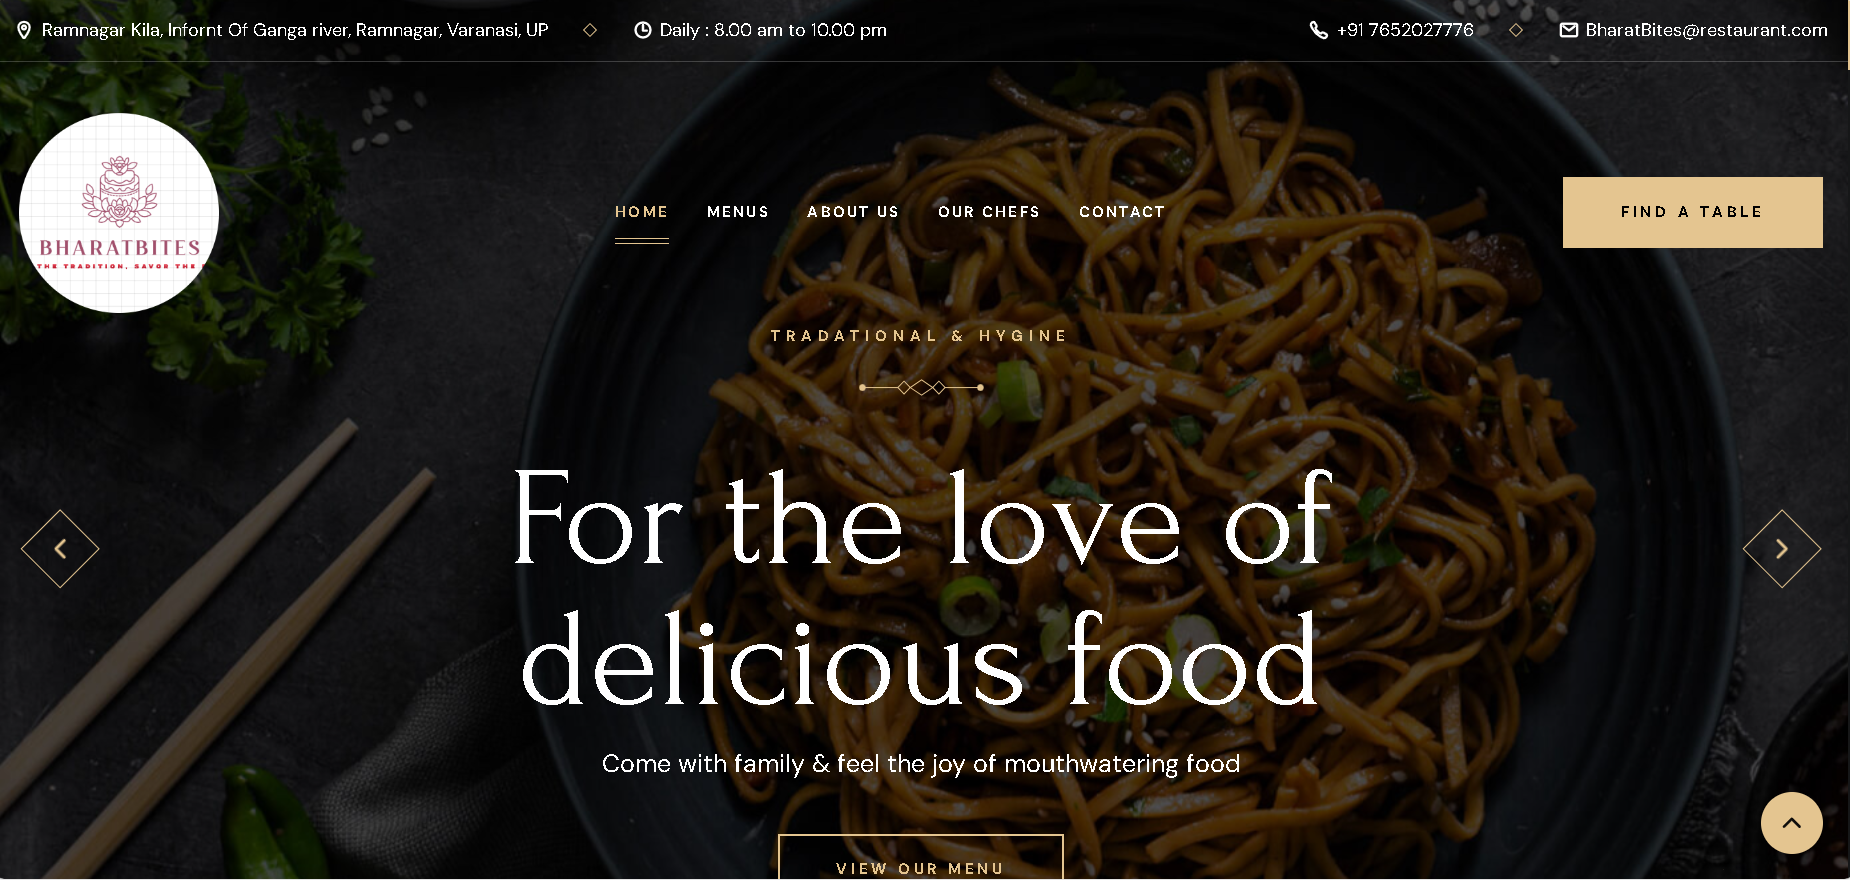 Ramnagar Kila, Infornt Of Ganga river, Ramnagar, Varanasi, UP
Daily : 8.00 am to 10.00 pm
+91 7652027776
BharatBites@restaurant.com
BHARATBITES
THE TRADITION, SAVOR THE
HOME
MENUS
ABOUT US
OUR CHEFS
CONTACT
FIND A TABLE
TRADATIONAL & HYGINE
For the love of
delicious food
Come with family & feel the joy of mouthwatering food
VIEW OUR MENU